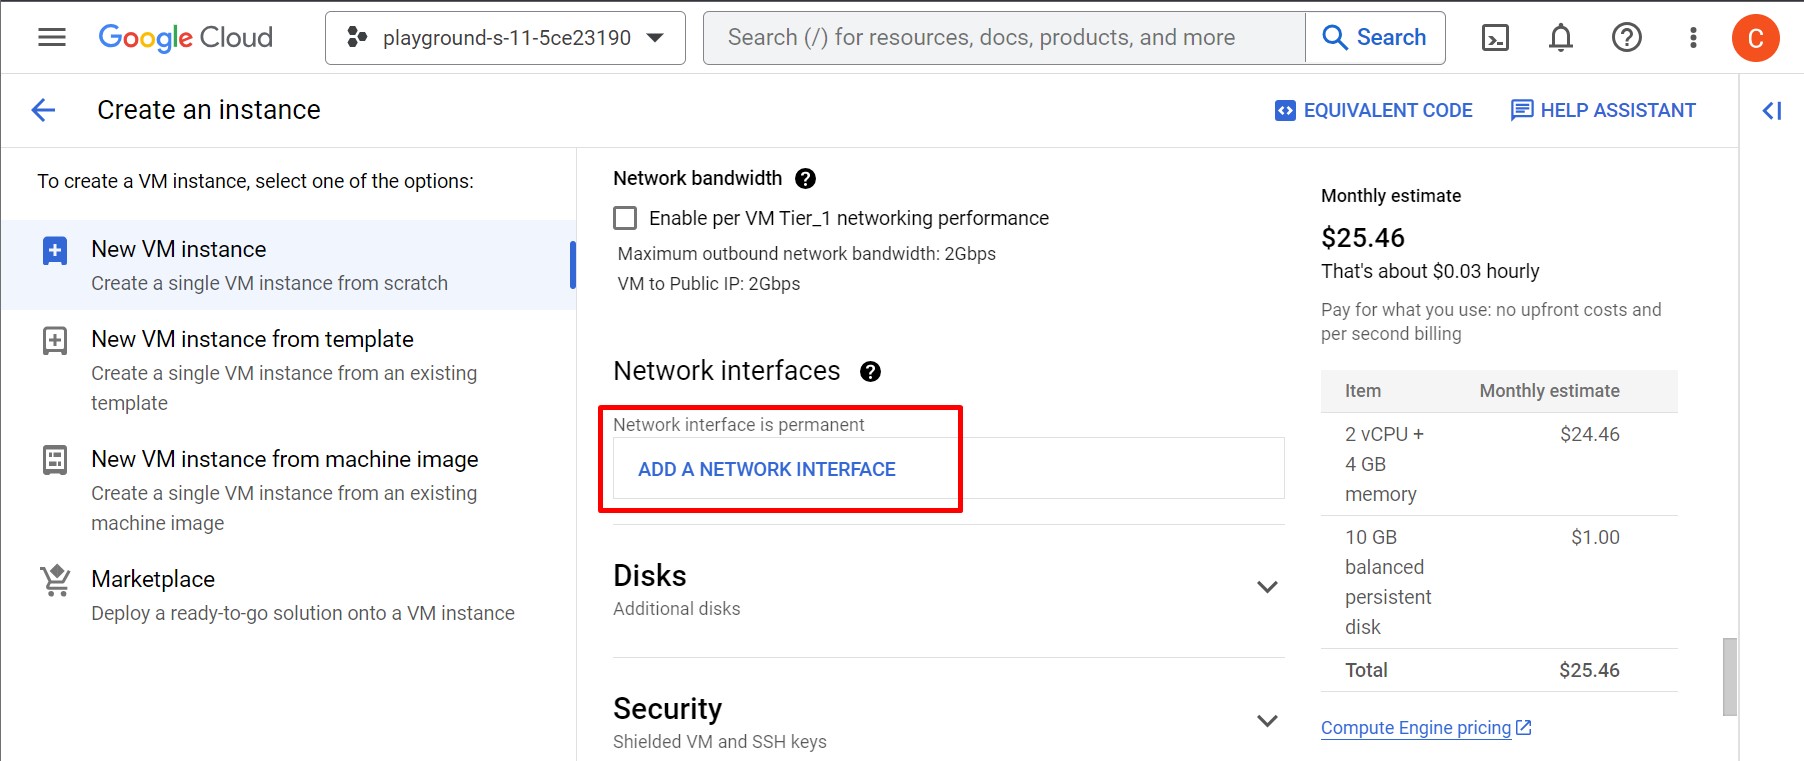 Google Cloud
playground-s-11-5ce23190
Search (/) for resources, docs, products, and more
Search
C
Create an instance
EQUIVALENT CODE
HELP ASSISTANT
To create a VM instance, select one of the options:
New VM instance
Create a single VM instance from scratch
New VM instance from template
Create a single VM instance from an existing
template
New VM instance from machine image
Create a single VM instance from an existing
machine image
Marketplace
Deploy a ready-to-go solution onto a VM instance
Network bandwidth
Enable per VM Tier_1 networking performance
Maximum outbound network bandwidth: 2Gbps
VM to Public IP: 2Gbps
Network interfaces
Network interface is permanent
ADD A NETWORK INTERFACE
Disks
Additional disks
Security
Shielded VM and SSH keys
Monthly estimate
$25.46
That's about $0.03 hourly
Pay for what you use: no upfront costs and
per second billing
Item Monthly estimate
2 vCPU + $24.46
4 GB
memory
10 GB $1.00
balanced
persistent
disk
Total $25.46
Compute Engine pricing